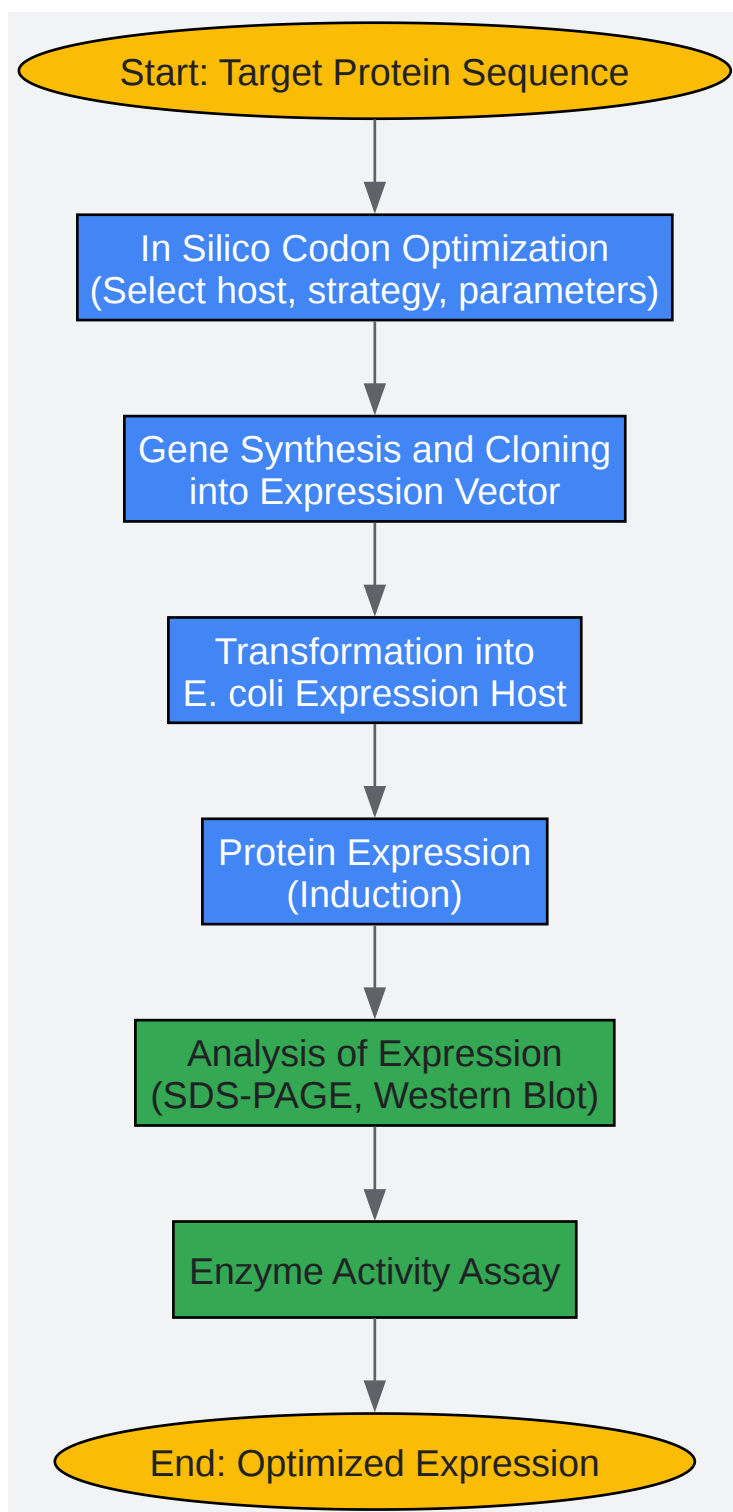 Start: Target Protein Sequence
In Silico Codon Optimization
(Select host, strategy, parameters)
Gene Synthesis and Cloning
into Expression Vector
Transformation into
E. coli Expression Host
Protein Expression
(Induction)
Analysis of Expression
(SDS-PAGE, Western Blot)
Enzyme Activity Assay
End: Optimized Expression